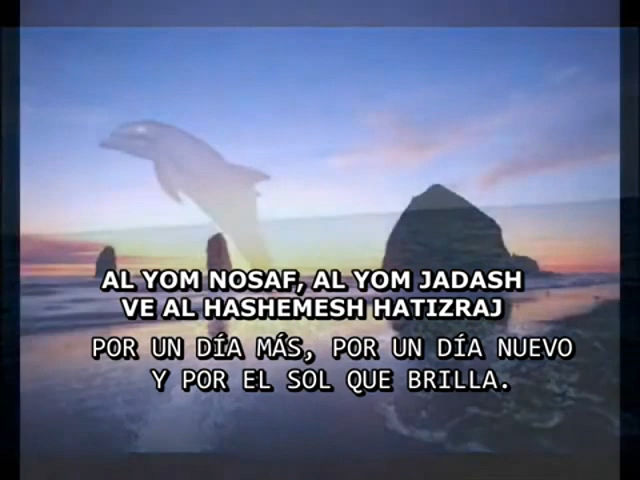 AL YOM NOSAF, AL YOM JADASH
VE AL HASHEMESH HATIZRAJ
POR UN DÍA MÁS, POR UN DÍA NUEVO
Y POR EL SOL QUE BRILLA.